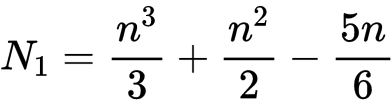 N₁ = n³/3 + n²/2 − 5n/6